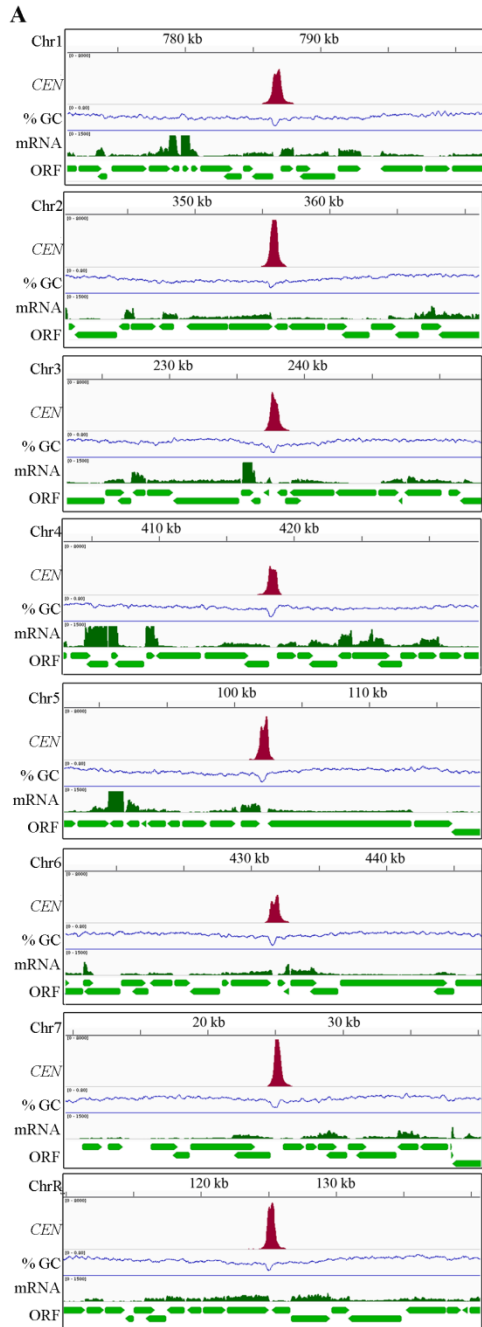 A
Chr1 780 kb 790 kb
CEN
% GC
mRNA
ORF
Chr2 350 kb 360 kb
CEN
% GC
mRNA
ORF
Chr3 230 kb 240 kb
CEN
% GC
mRNA
ORF
Chr4 410 kb 420 kb
CEN
% GC
mRNA
ORF
Chr5 100 kb 110 kb
CEN
% GC
mRNA
ORF
Chr6 430 kb 440 kb
CEN
% GC
mRNA
ORF
Chr7 20 kb 30 kb
CEN
% GC
mRNA
ORF
ChrR 120 kb 130 kb
CEN
% GC
mRNA
ORF